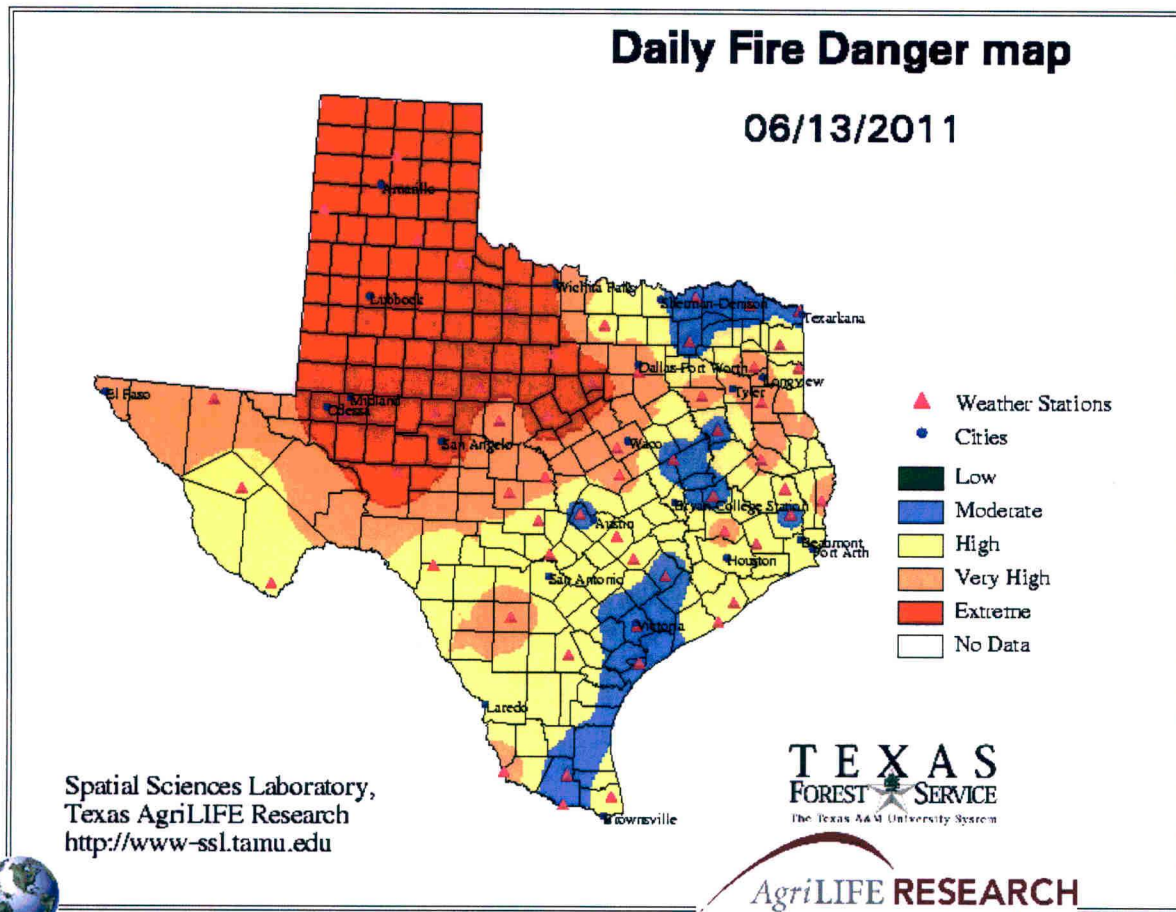 Daily Fire Danger map
06/13/2011
Amarillo
Lubbock
Wichita Falls
Sherman-Denison
Texarkana
Dallas Fort Worth
Longview
Tyler
El Paso
Midland
Odessa
San Angelo
Waco
Bryan College Station
Austin
Beaumont
Port Arth
Houston
San Antonio
Victoria
Laredo
Brownsville
Weather Stations
Cities
Low
Moderate
High
Very High
Extreme
No Data
Spatial Sciences Laboratory,
Texas AgriLIFE Research
http://www-ssl.tamu.edu
TEXAS
FOREST SERVICE
The Texas A&M University System
AgriLIFE RESEARCH